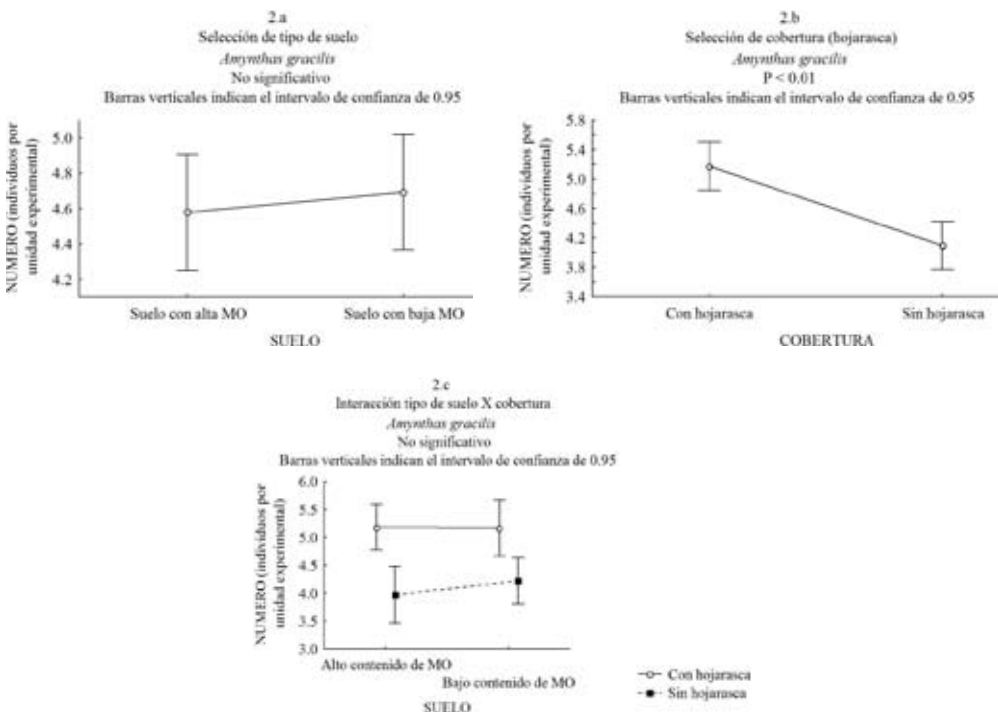 2.a
Selección de tipo de suelo
Amynthas gracilis
No significativo
Barras verticales indican el intervalo de confianza de 0.95
NUMERO (individuos por
unidad experimental)
5.0
4.8
4.6
4.4
4.2
Suelo con alta MO
Suelo con baja MO
SUELO
2.b
Selección de cobertura (hojarasca)
Amynthas gracilis
P < 0.01
Barras verticales indican el intervalo de confianza de 0.95
NUMERO (individuos por
unidad experimental)
5.8
5.4
5.0
4.6
4.2
3.8
3.4
Con hojarasca
Sin hojarasca
COBERTURA
2.c
Interacción tipo de suelo X cobertura
Amynthas gracilis
No significativo
Barras verticales indican el intervalo de confianza de 0.95
NUMERO (individuos por
unidad experimental)
6.0
5.5
5.0
4.5
4.0
3.5
3.0
Alto contenido de MO
Bajo contenido de MO
SUELO
Con hojarasca
Sin hojarasca